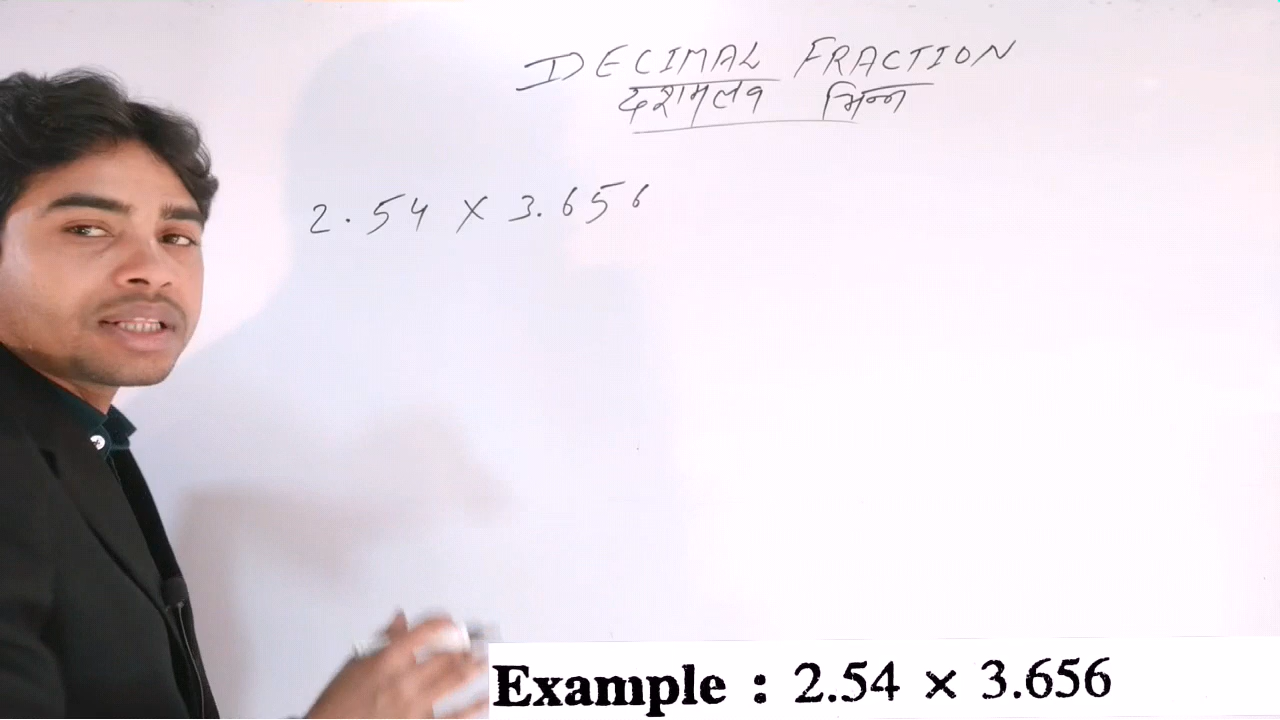 DECIMAL FRACTION
दशमलव भिन्न
2.54 × 3.656
Example : 2.54 × 3.656